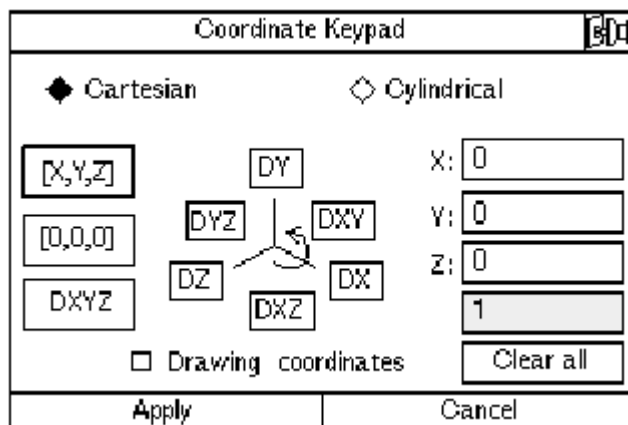 Coordinate Keypad
Cartesian Cylindrical
[X,Y,Z] DY X: 0
DYZ DXY Y: 0
[0,0,0]
DZ DX Z: 0
DXYZ DXZ 1
Drawing coordinates Clear all
Apply Cancel